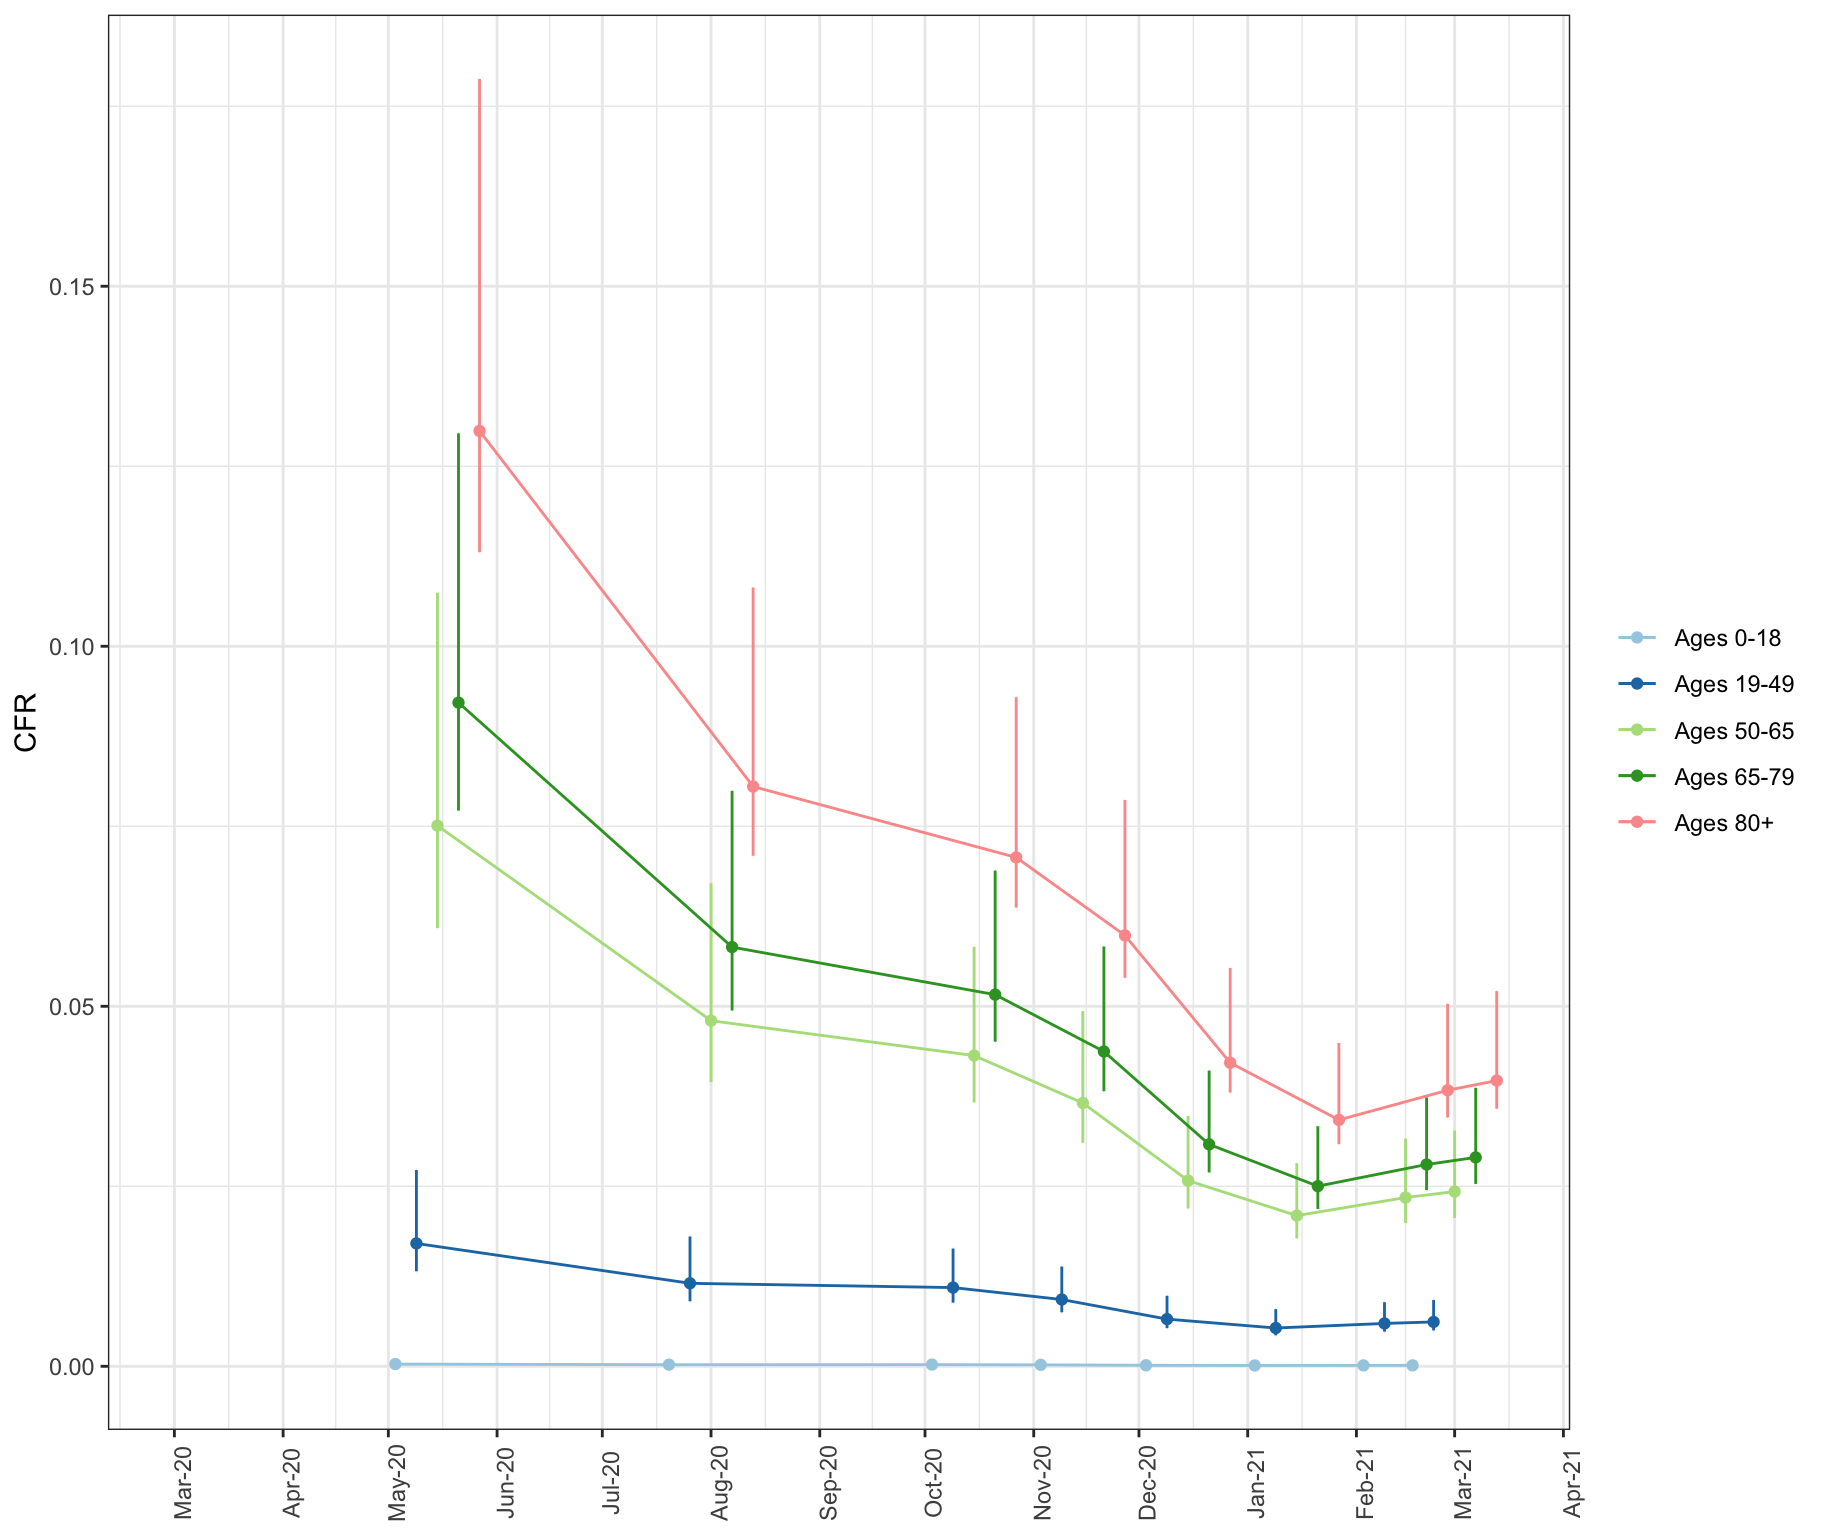 0.15
0.10
0.05
0.00
CFR
Mar-20
Apr-20
May-20
Jun-20
Jul-20
Aug-20
Sep-20
Oct-20
Nov-20
Dec-20
Jan-21
Feb-21
Mar-21
Apr-21
Ages 0-18
Ages 19-49
Ages 50-65
Ages 65-79
Ages 80+